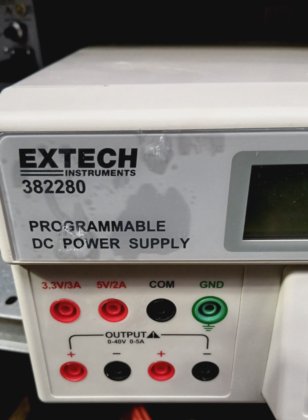 EXTECH
INSTRUMENTS
382280
PROGRAMMABLE
DC POWER SUPPLY
3.3V/3A 5V/2A COM GND
OUTPUT
0-40V 0-5A
+ - + -